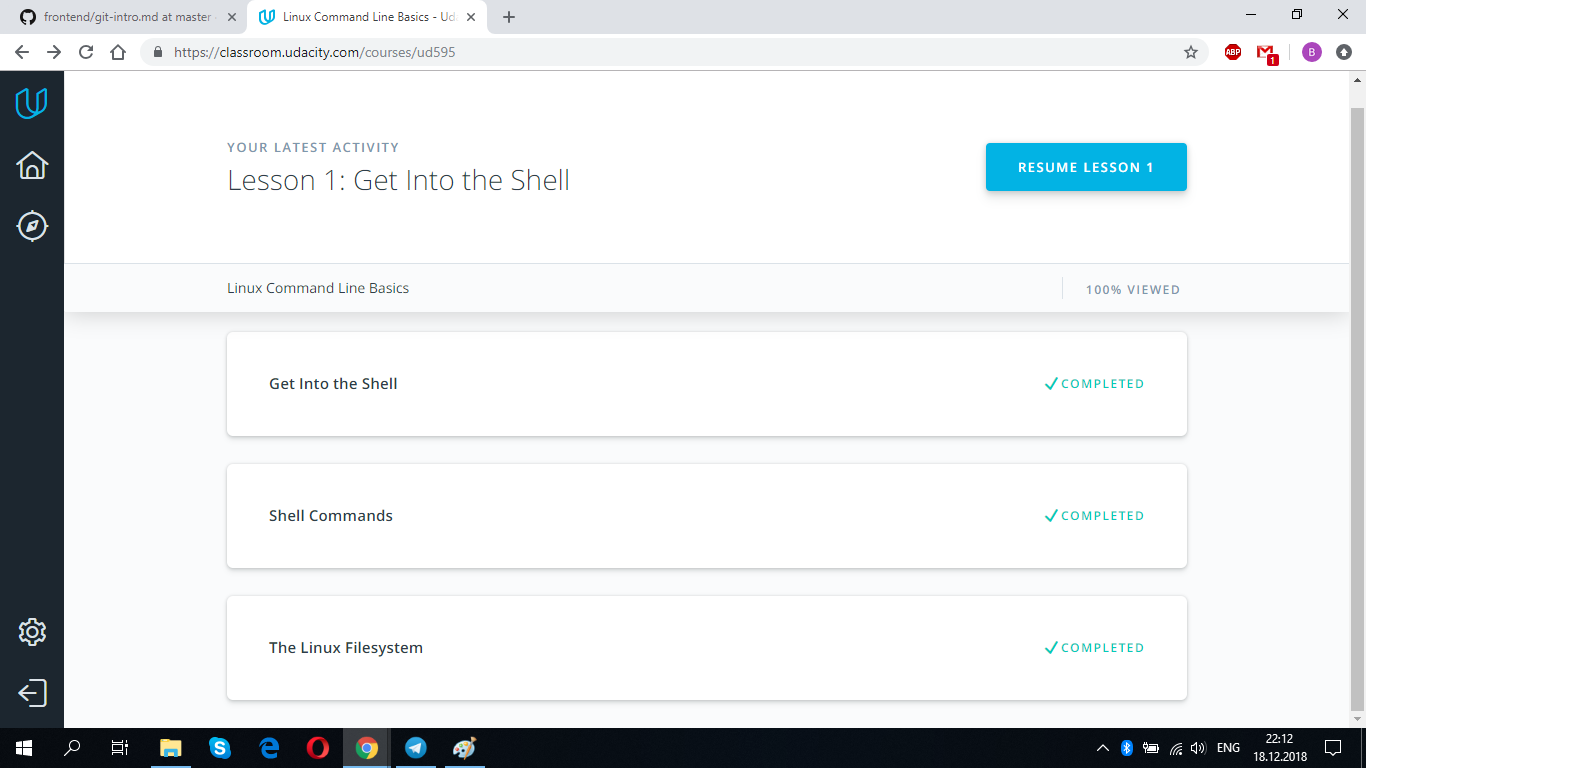 frontend/git-intro.md at master
Linux Command Line Basics - Ud
https://classroom.udacity.com/courses/ud595
ABP
1
B
YOUR LATEST ACTIVITY
Lesson 1: Get Into the Shell
RESUME LESSON 1
Linux Command Line Basics
100% VIEWED
Get Into the Shell
COMPLETED
Shell Commands
COMPLETED
The Linux Filesystem
COMPLETED
ENG
22:12
18.12.2018